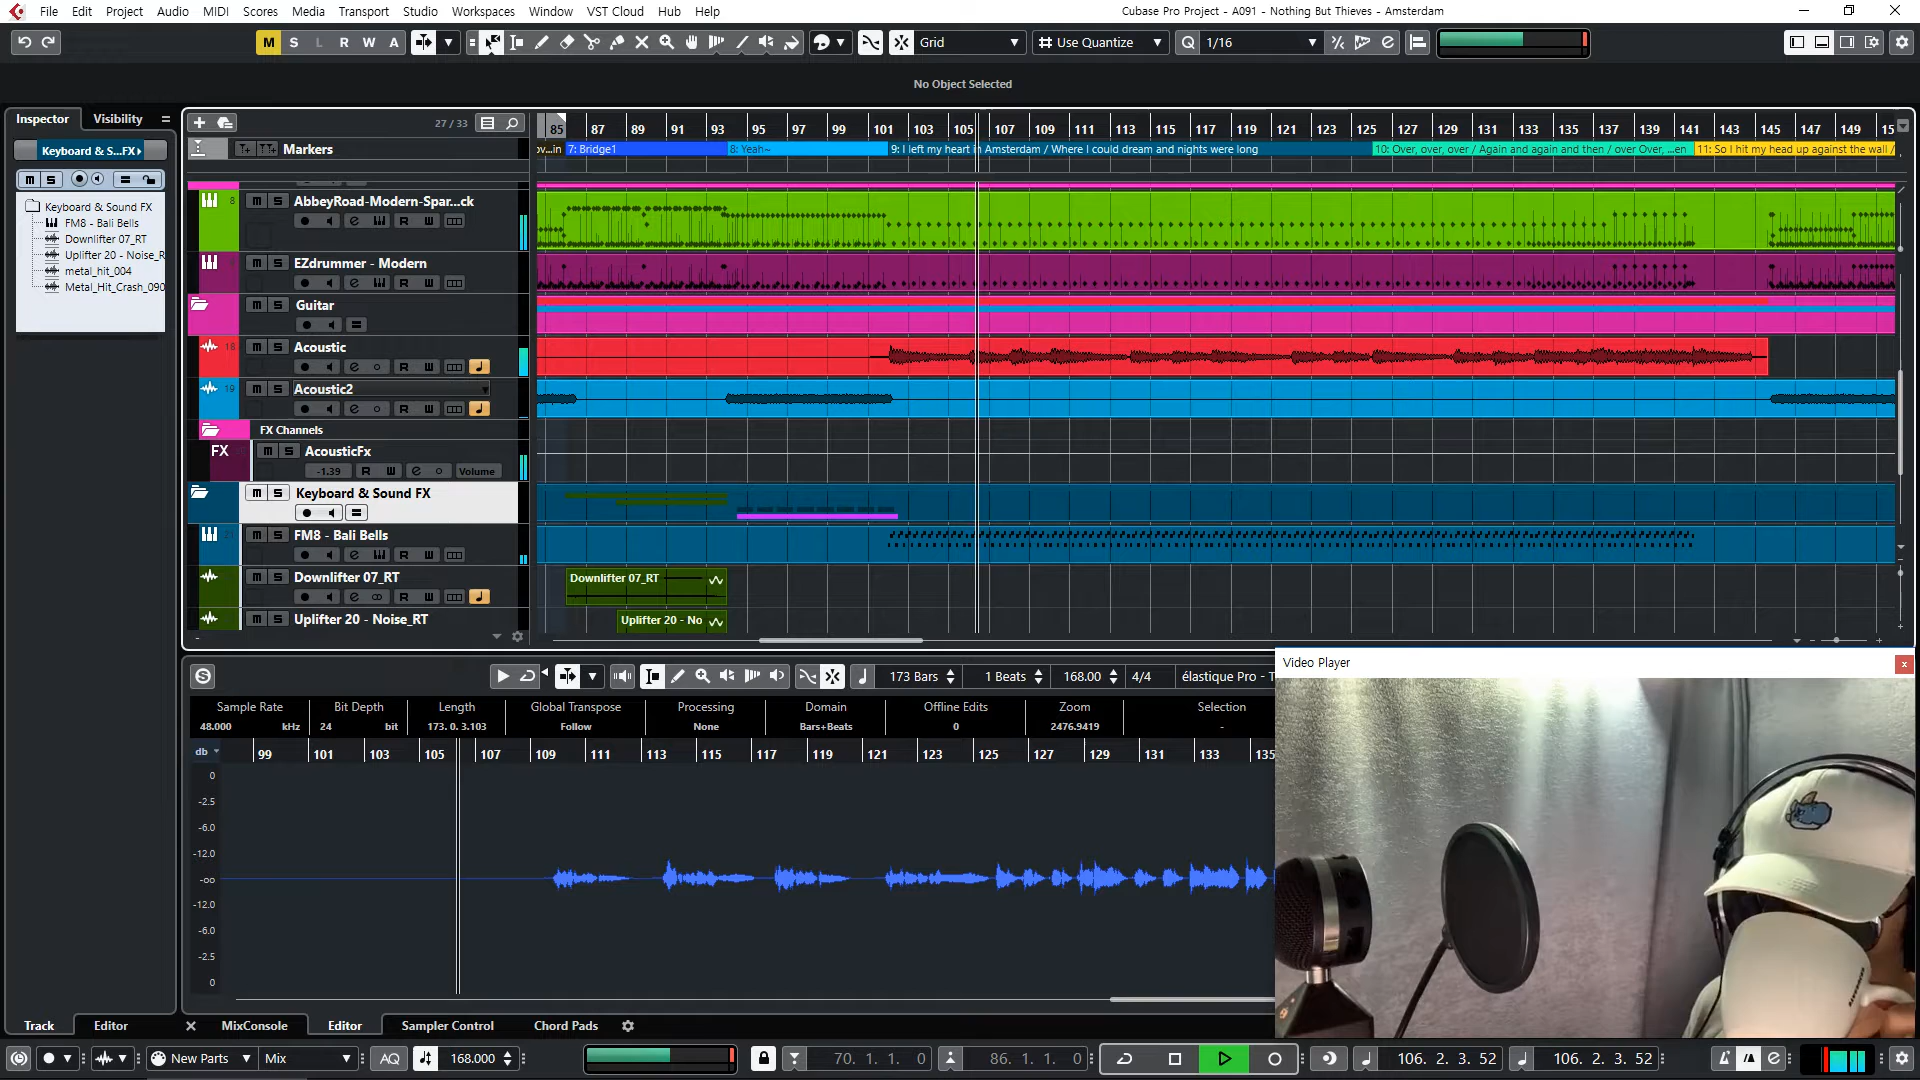 File Edit Project Audio MIDI Scores Media Transport Studio Workspaces Window VST Cloud Hub Help
Cubase Pro Project - A091 - Nothing But Thieves - Amsterdam
M S L R W A
Grid
Use Quantize
1/16
No Object Selected
Inspector Visibility
27 / 33
85 87 89 91 93 95 97 99 101 103 105 107 109 111 113 115 117 119 121 123 125 127 129 131 133 135 137 139 141 143 145 147 149 15
Keyboard & S...FX
Markers
ov...in 7: Bridge1 8: Yeah~ 9: I left my heart in Amsterdam / Where I could dream and nights were long 10: Over, over, over / Again and again and then / over Over, ...en 11: So I hit my head up against the wall /
m S
Keyboard & Sound FX
FM8 - Bali Bells
Downlifter 07_RT
Uplifter 20 - Noise_R
metal_hit_004
Metal_Hit_Crash_090
8 m S AbbeyRoad-Modern-Spar...ck
R W
m S EZdrummer - Modern
R W
m S Guitar
18 m S Acoustic
R W
19 m S Acoustic2
R W
FX Channels
FX m S AcousticFx
-1.39 R W Volume
m S Keyboard & Sound FX
21 m S FM8 - Bali Bells
R W
m S Downlifter 07_RT
R W
Downlifter 07_RT
m S Uplifter 20 - Noise_RT
Uplifter 20 - No
Video Player
173 Bars 1 Beats 168.00 4/4 élastique Pro - T
Sample Rate Bit Depth Length Global Transpose Processing Domain Offline Edits Zoom Selection
48.000 kHz 24 bit 173. 0. 3.103 Follow None Bars+Beats 0 2476.9419 -
db 99 101 103 105 107 109 111 113 115 117 119 121 123 125 127 129 131 133 135
0
-2.5
-6.0
-12.0
-oo
-12.0
-6.0
-2.5
0
Track Editor MixConsole Editor Sampler Control Chord Pads
New Parts Mix AQ 168.000 70. 1. 1. 0 86. 1. 1. 0 106. 2. 3. 52 106. 2. 3. 52